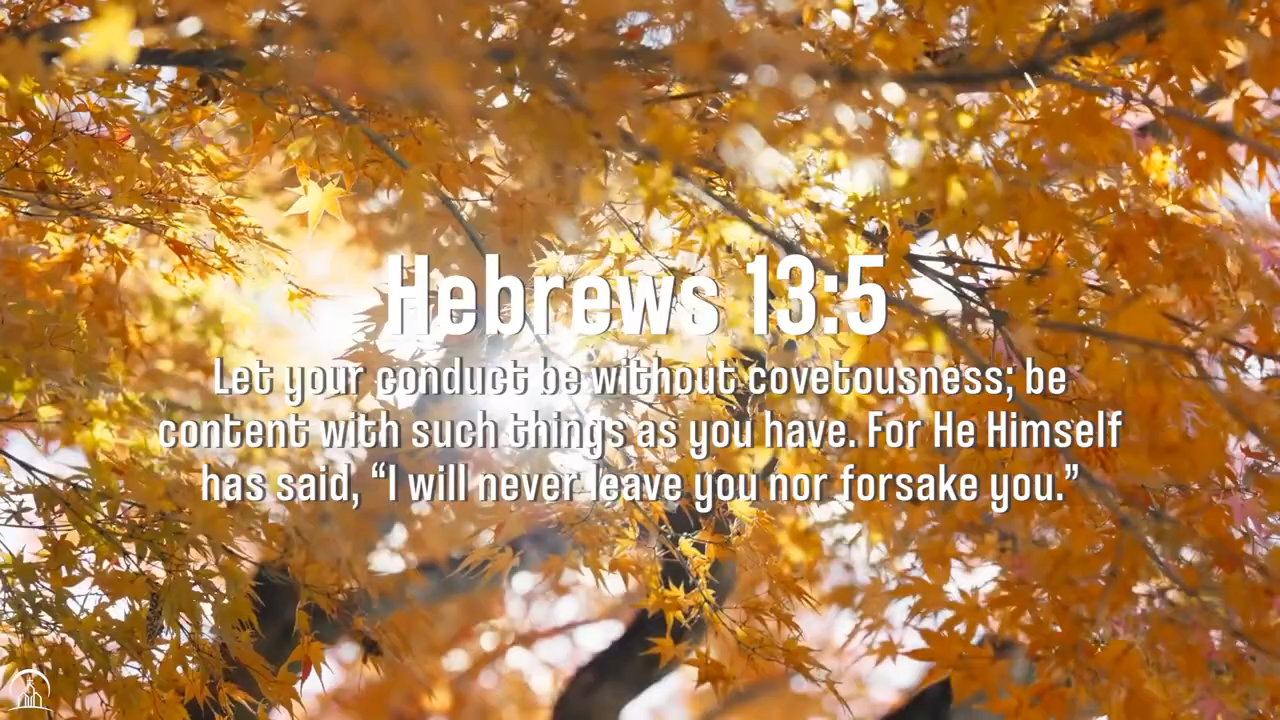 Hebrews 13:5
Let your conduct be without covetousness; be
content with such things as you have. For He Himself
has said, “I will never leave you nor forsake you.”